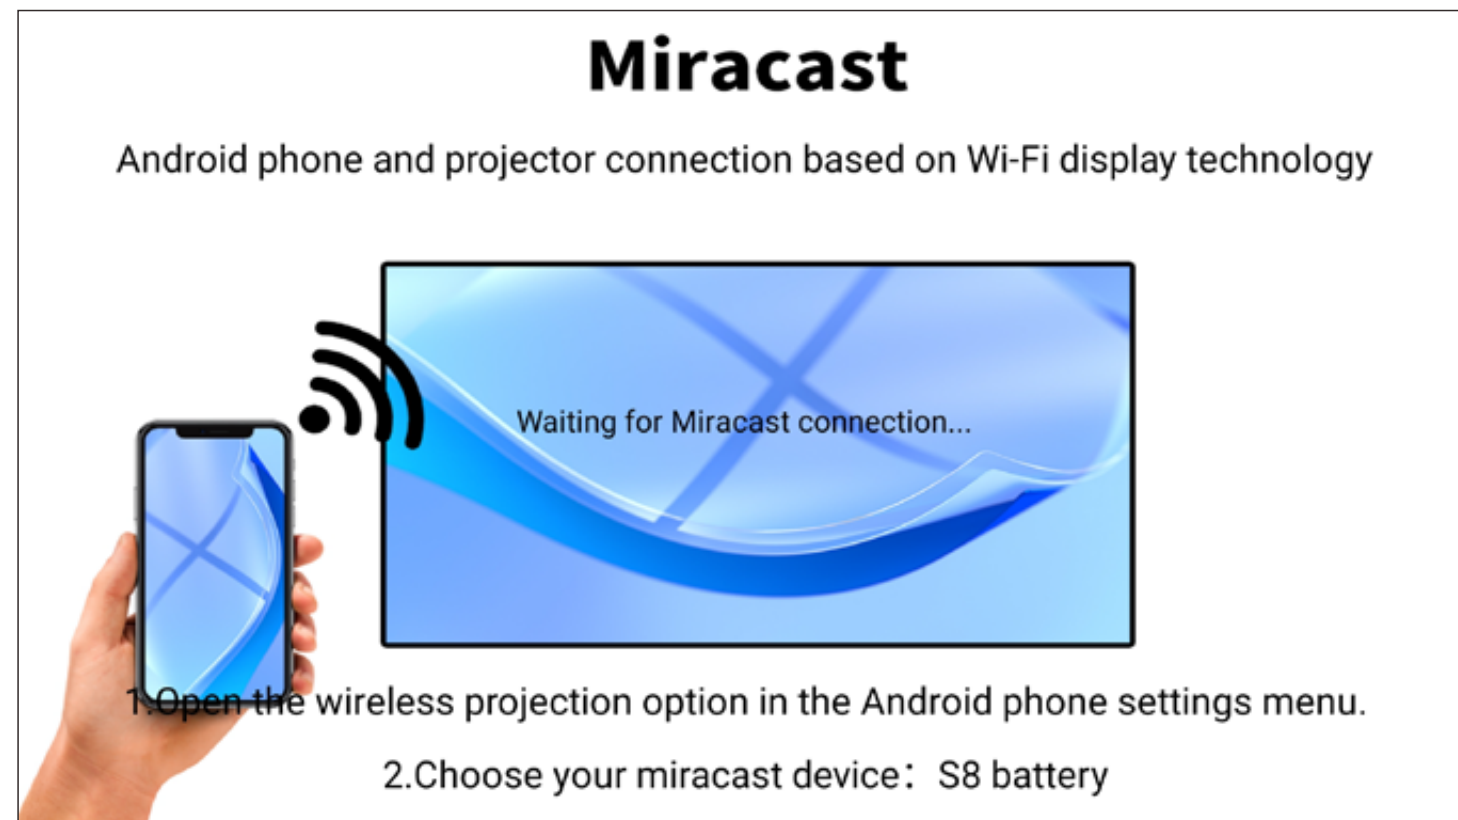 Miracast
Android phone and projector connection based on Wi-Fi display technology
Waiting for Miracast connection...
1.Open the wireless projection option in the Android phone settings menu.
2.Choose your miracast device：S8 battery